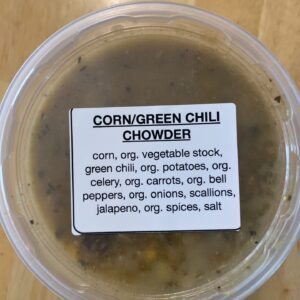 CORN/GREEN CHILI
CHOWDER
corn, org. vegetable stock,
green chili, org. potatoes, org.
celery, org. carrots, org. bell
peppers, org. onions, scallions,
jalapeno, org. spices, salt